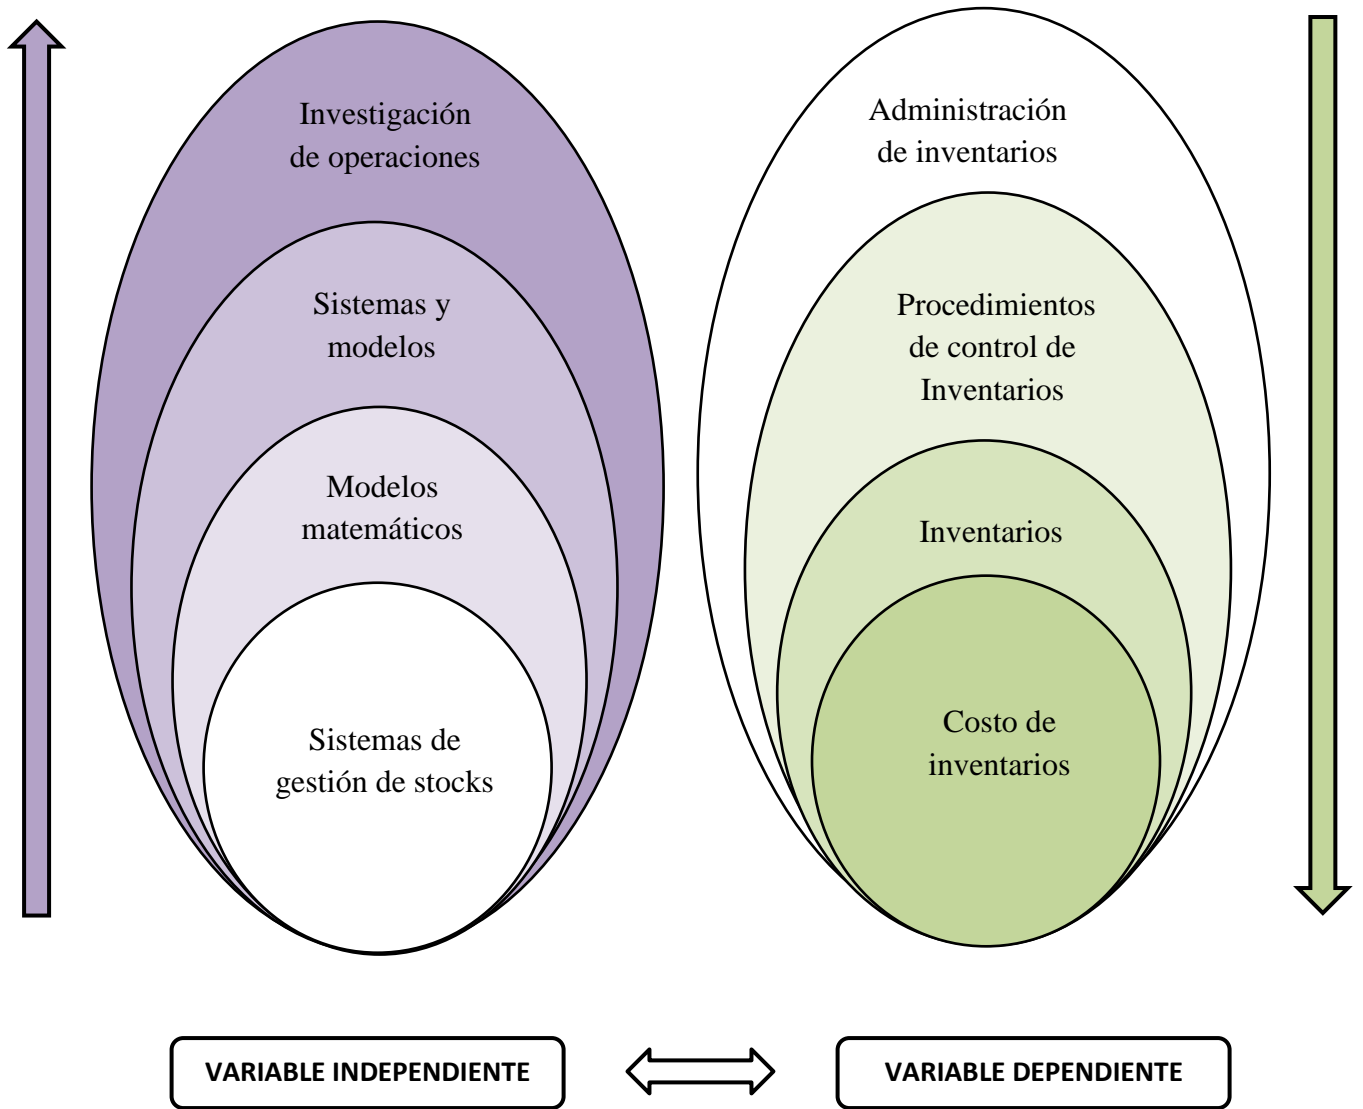 Investigación
de operaciones
Sistemas y
modelos
Modelos
matemáticos
Sistemas de
gestión de stocks
Administración
de inventarios
Procedimientos
de control de
Inventarios
Inventarios
Costo de
inventarios
VARIABLE INDEPENDIENTE
VARIABLE DEPENDIENTE